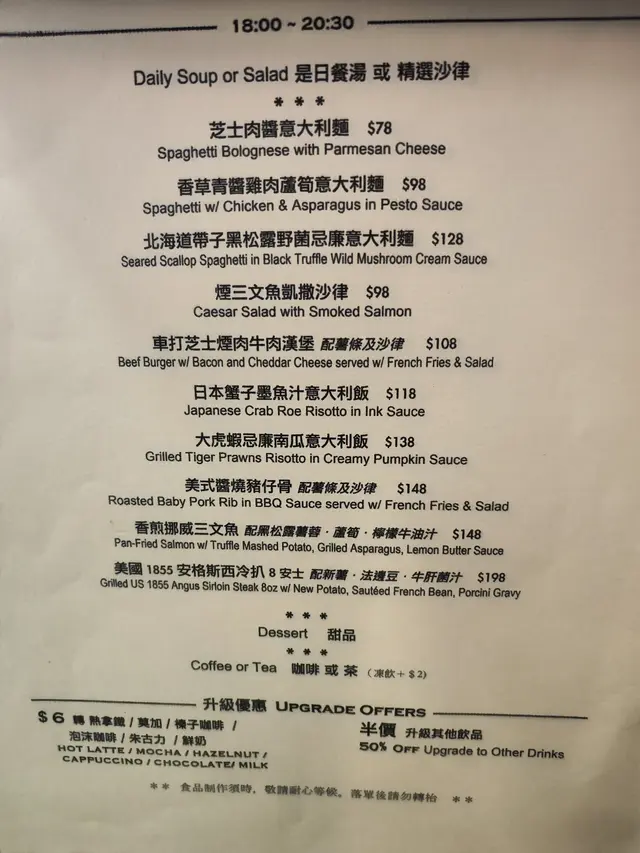 18:00 ~ 20:30
Daily Soup or Salad 是日餐湯 或 精選沙律
* * *
芝士肉醬意大利麵 $78
Spaghetti Bolognese with Parmesan Cheese
香草青醬雞肉蘆筍意大利麵 $98
Spaghetti w/ Chicken & Asparagus in Pesto Sauce
北海道帶子黑松露野菌忌廉意大利麵 $128
Seared Scallop Spaghetti in Black Truffle Wild Mushroom Cream Sauce
煙三文魚凱撒沙律 $98
Caesar Salad with Smoked Salmon
車打芝士煙肉牛肉漢堡 配薯條及沙律 $108
Beef Burger w/ Bacon and Cheddar Cheese served w/ French Fries & Salad
日本蟹子墨魚汁意大利飯 $118
Japanese Crab Roe Risotto in Ink Sauce
大虎蝦忌廉南瓜意大利飯 $138
Grilled Tiger Prawns Risotto in Creamy Pumpkin Sauce
美式醬燒豬仔骨 配薯條及沙律 $148
Roasted Baby Pork Rib in BBQ Sauce served w/ French Fries & Salad
香煎挪威三文魚 配黑松露薯蓉‧蘆筍‧檸檬牛油汁 $148
Pan-Fried Salmon w/ Truffle Mashed Potato, Grilled Asparagus, Lemon Butter Sauce
美國 1855 安格斯西冷扒 8 安士 配新薯‧法邊豆‧牛肝菌汁 $198
Grilled US 1855 Angus Sirloin Steak 8oz w/ New Potato, Sautéed French Bean, Porcini Gravy
* * *
Dessert 甜品
* * *
Coffee or Tea 咖啡 或 茶 (凍飲 + $2)
升級優惠 UPGRADE OFFERS
$6 轉 熱拿鐵 / 莫加 / 榛子咖啡 /
泡沫咖啡 / 朱古力 / 鮮奶
HOT LATTE / MOCHA / HAZELNUT /
CAPPUCCINO / CHOCOLATE/ MILK
半價 升級其他飲品
50% OFF Upgrade to Other Drinks
** 食品制作須時，敬請耐心等候。落單後請勿轉枱 **